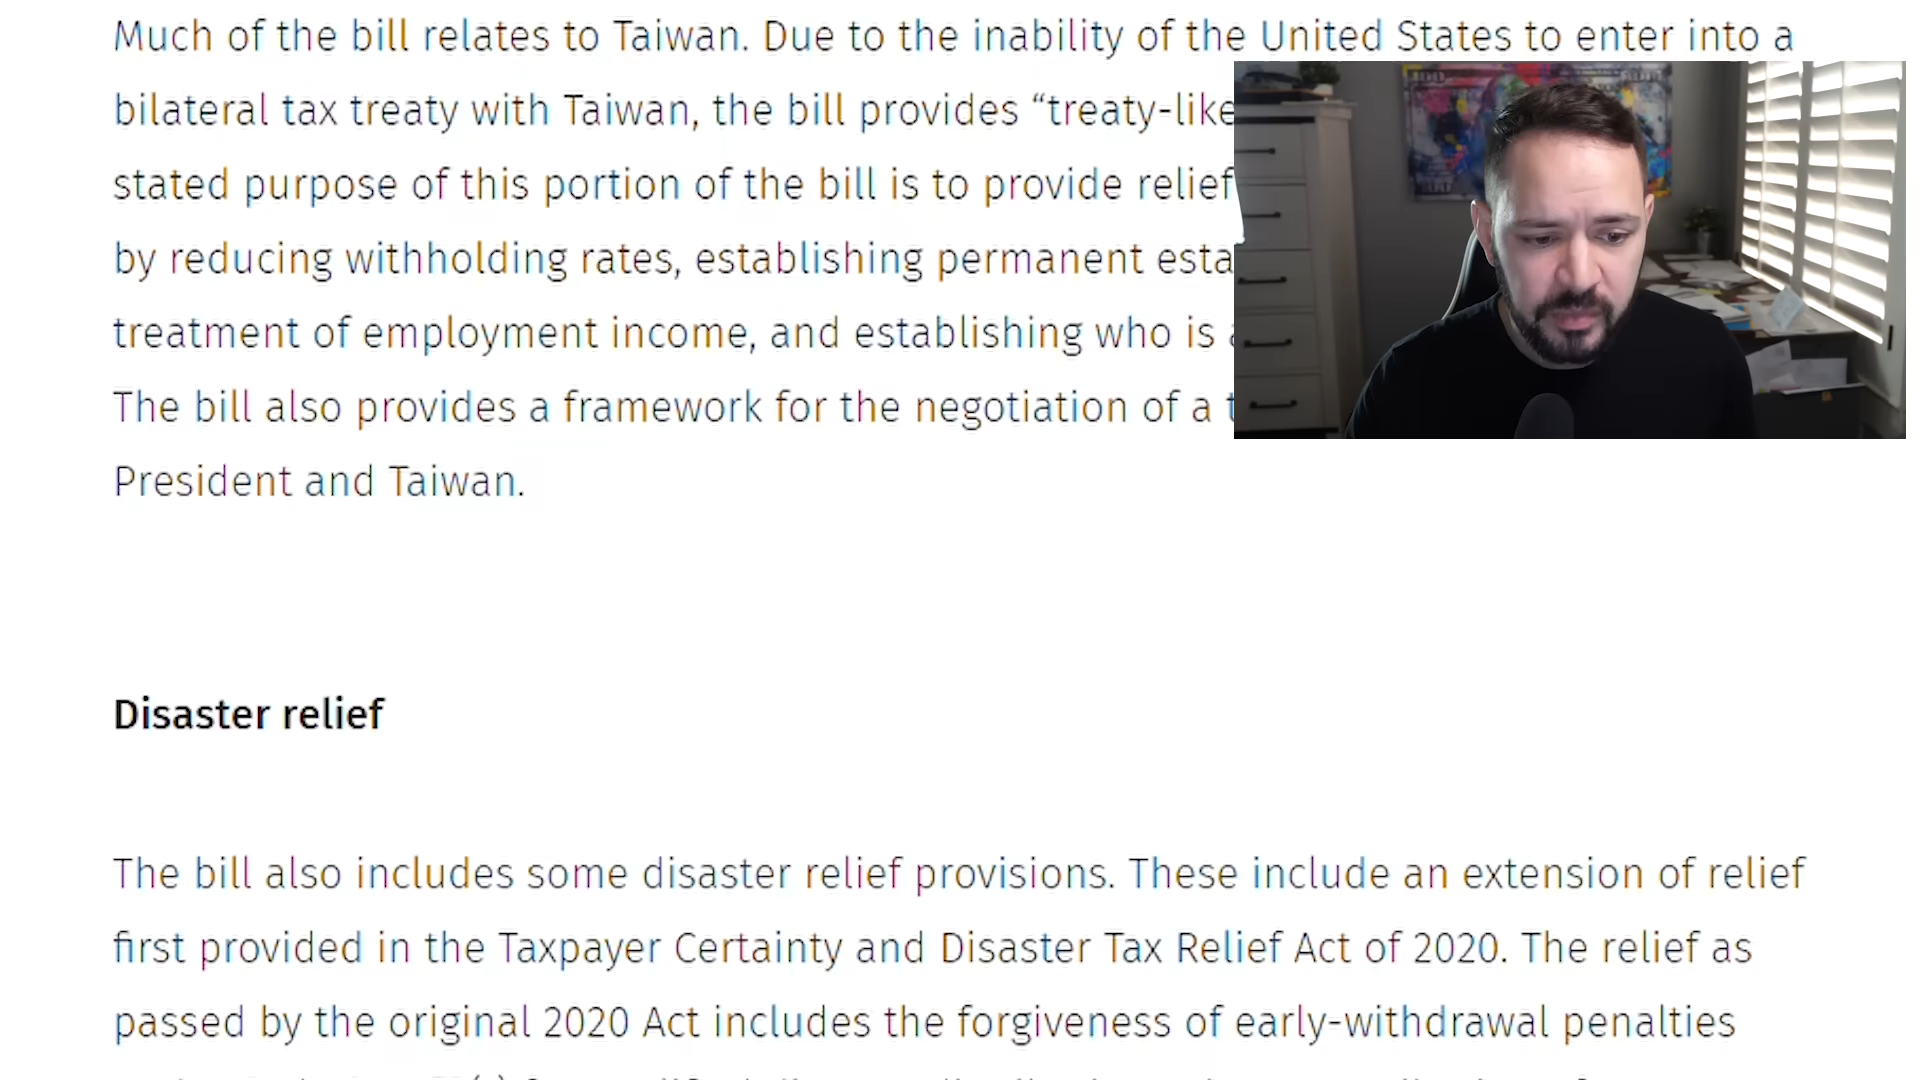 Much of the bill relates to Taiwan. Due to the inability of the United States to enter into a
bilateral tax treaty with Taiwan, the bill provides “treaty-like
stated purpose of this portion of the bill is to provide relief
by reducing withholding rates, establishing permanent esta
treatment of employment income, and establishing who is
The bill also provides a framework for the negotiation of a
President and Taiwan.
Disaster relief
The bill also includes some disaster relief provisions. These include an extension of relief
first provided in the Taxpayer Certainty and Disaster Tax Relief Act of 2020. The relief as
passed by the original 2020 Act includes the forgiveness of early-withdrawal penalties